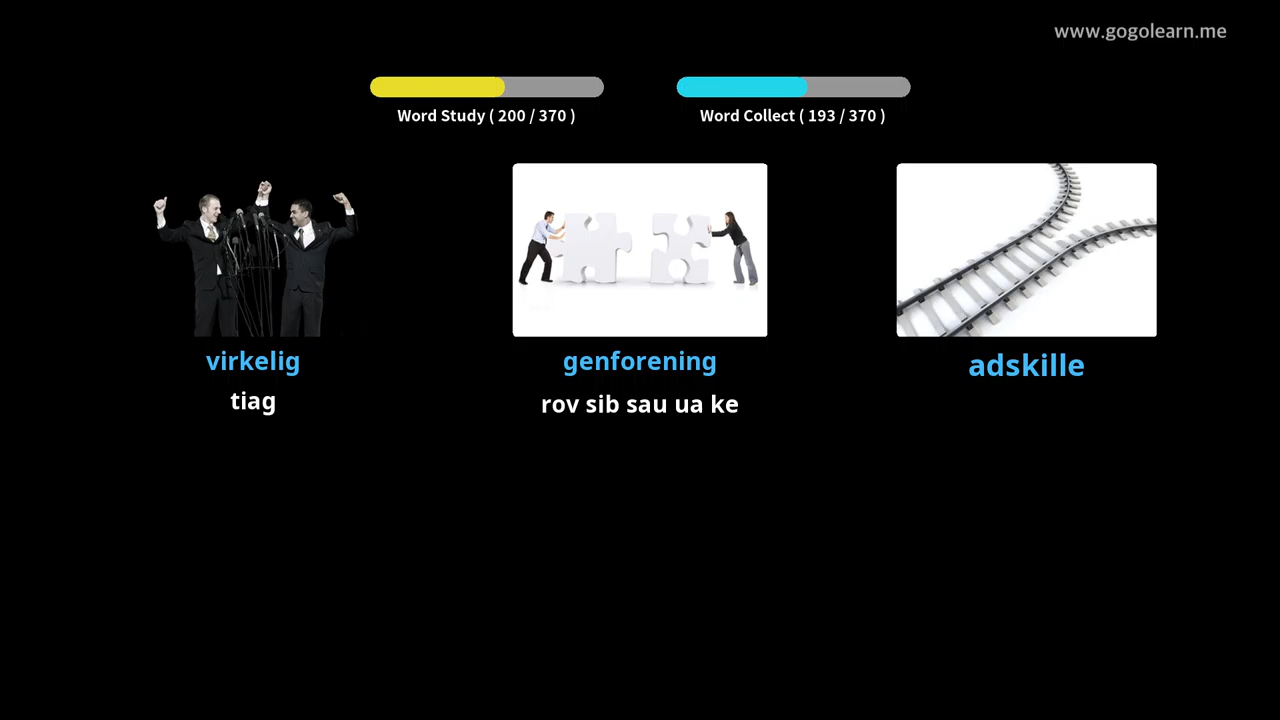 www.gogolearn.me
Word Study ( 200 / 370 )
Word Collect ( 193 / 370 )
virkelig
tiag
genforening
rov sib sau ua ke
adskille